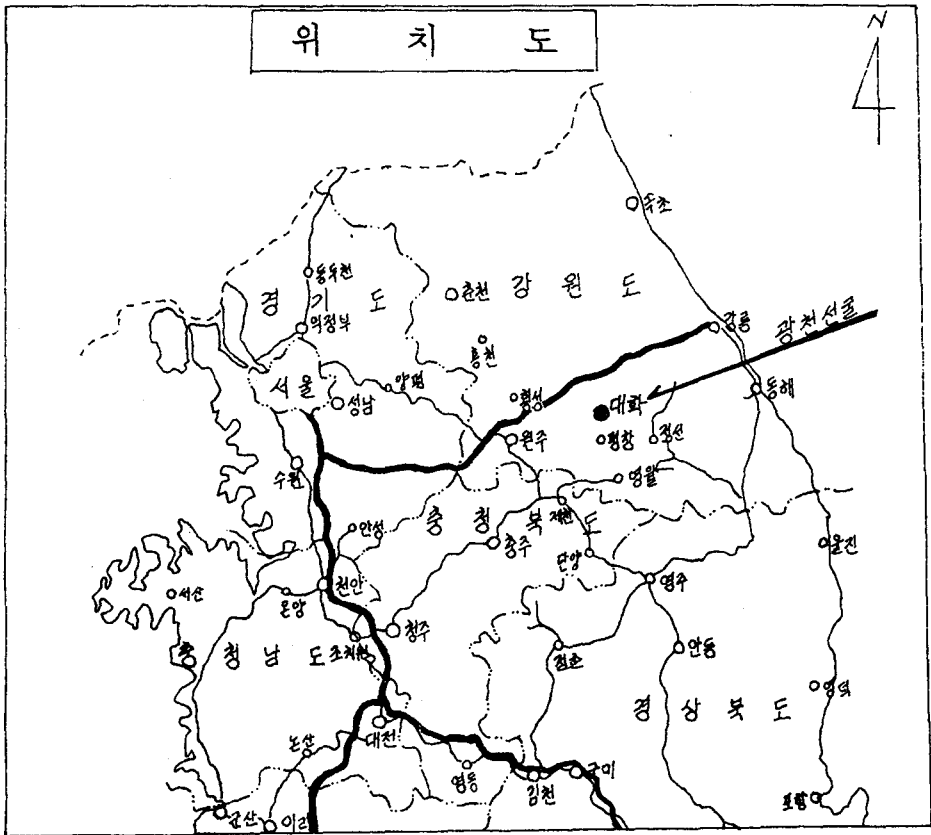 위 치 도
N
속초
동두천
춘천
강 원 도
경 기 도
의정부
강릉
광천선굴
홍천
서울
성남
양평
횡성
대화
동해
원주
평창
정선
수원
영월
충 청 북 도
제천
안성
충주
단양
울진
천안
영주
서산
온양
청주
충 청 남 도
조치원
점촌
안동
영덕
경 상 북 도
대전
논산
영동
김천
구미
포항
군산
이리